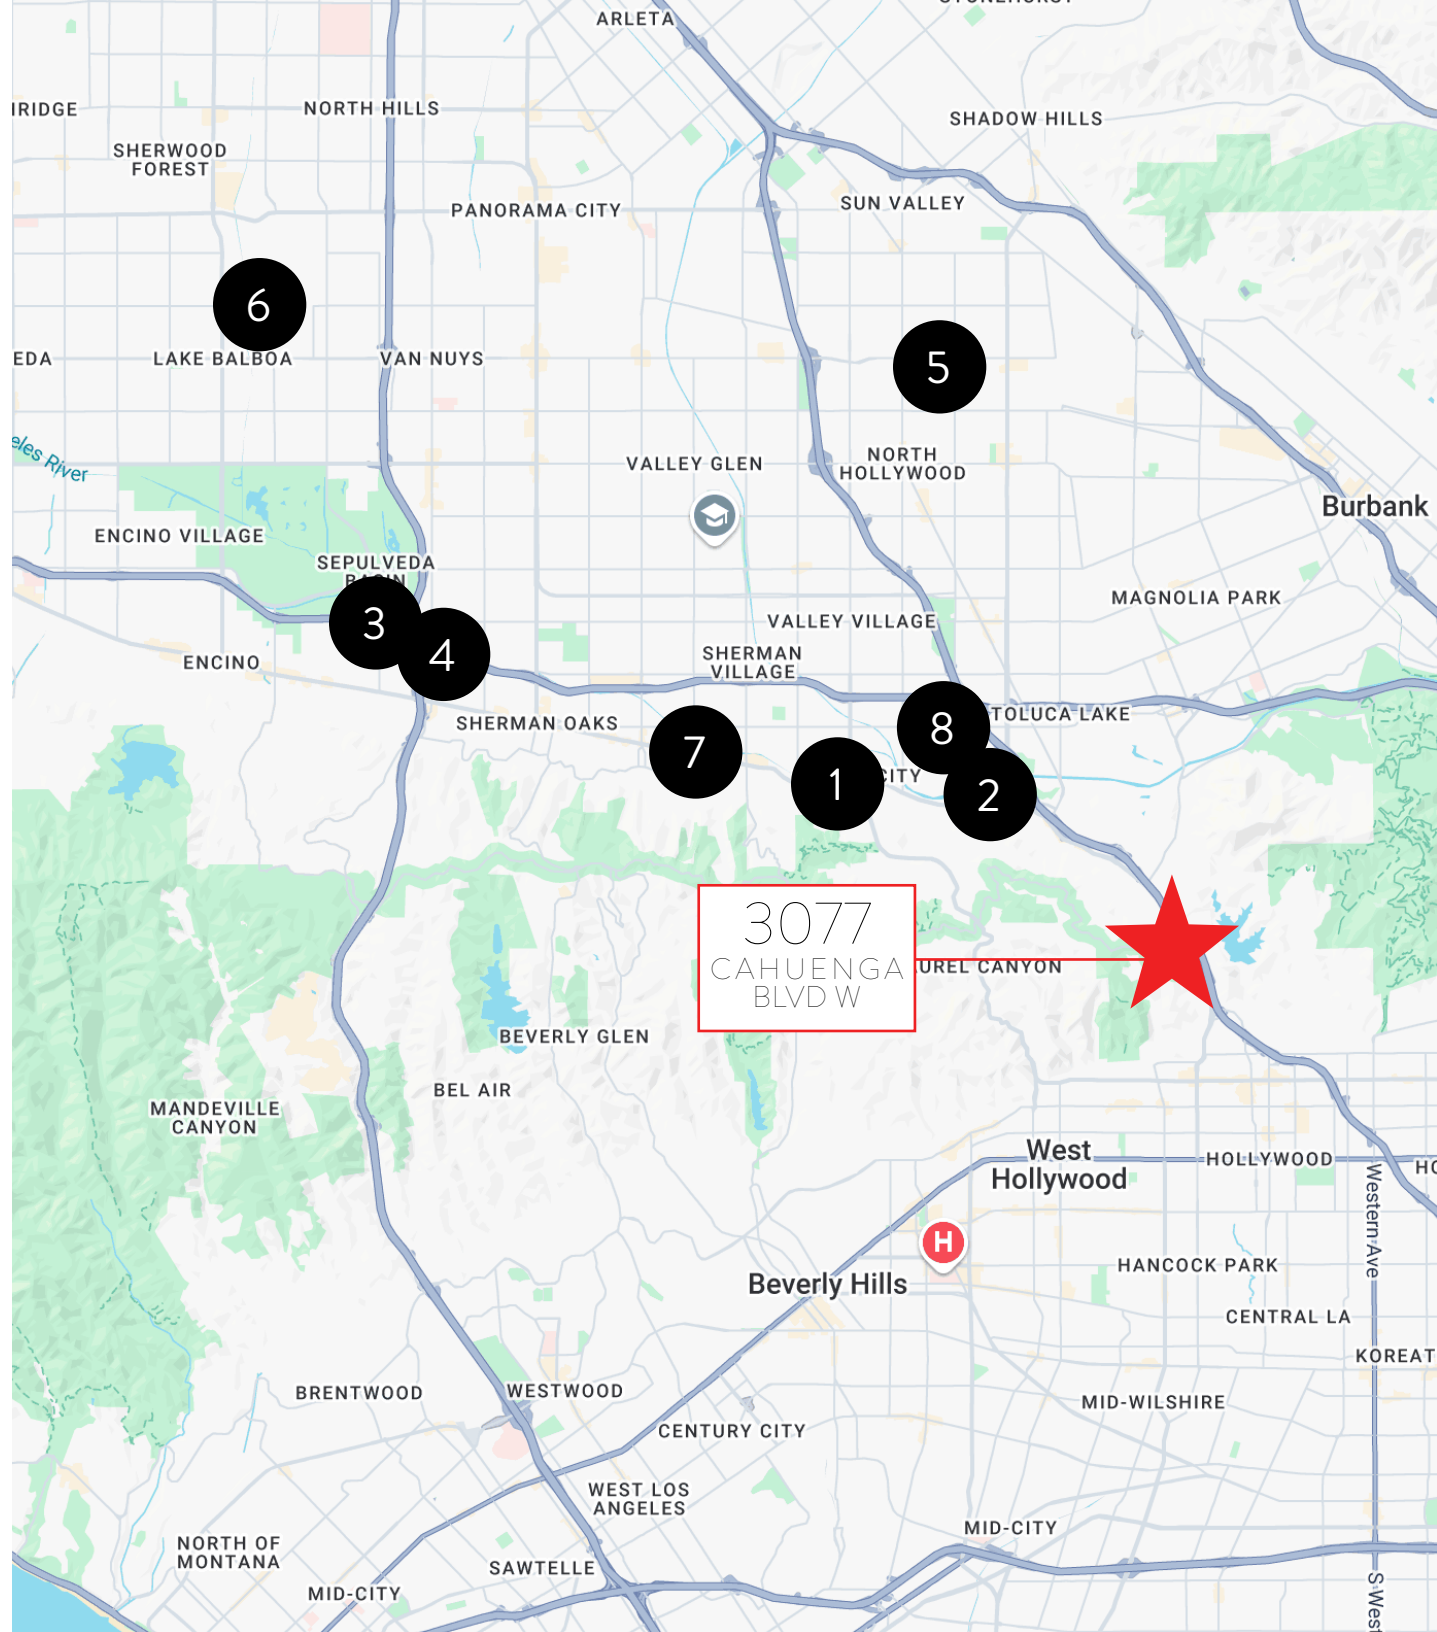 ARLETA
NORTH HILLS
SHADOW HILLS
SHERWOOD
FOREST
PANORAMA CITY
SUN VALLEY
6
EDA
LAKE BALBOA
VAN NUYS
5
eles River
VALLEY GLEN
NORTH
HOLLYWOOD
Burbank
ENCINO VILLAGE
SEPULVEDA
BASIN
MAGNOLIA PARK
3
VALLEY VILLAGE
4
ENCINO
SHERMAN
VILLAGE
SHERMAN OAKS
TOLUCA LAKE
8
7
1
CITY
2
3077
CAHUENGA
BLVD W
UREL CANYON
BEVERLY GLEN
BEL AIR
MANDEVILLE
CANYON
West
Hollywood
HOLLYWOOD
HO
Western Ave
H
HANCOCK PARK
Beverly Hills
CENTRAL LA
KOREAT
BRENTWOOD
WESTWOOD
MID-WILSHIRE
CENTURY CITY
WEST LOS
ANGELES
MID-CITY
NORTH OF
MONTANA
SAWTELLE
MID-CITY
S West